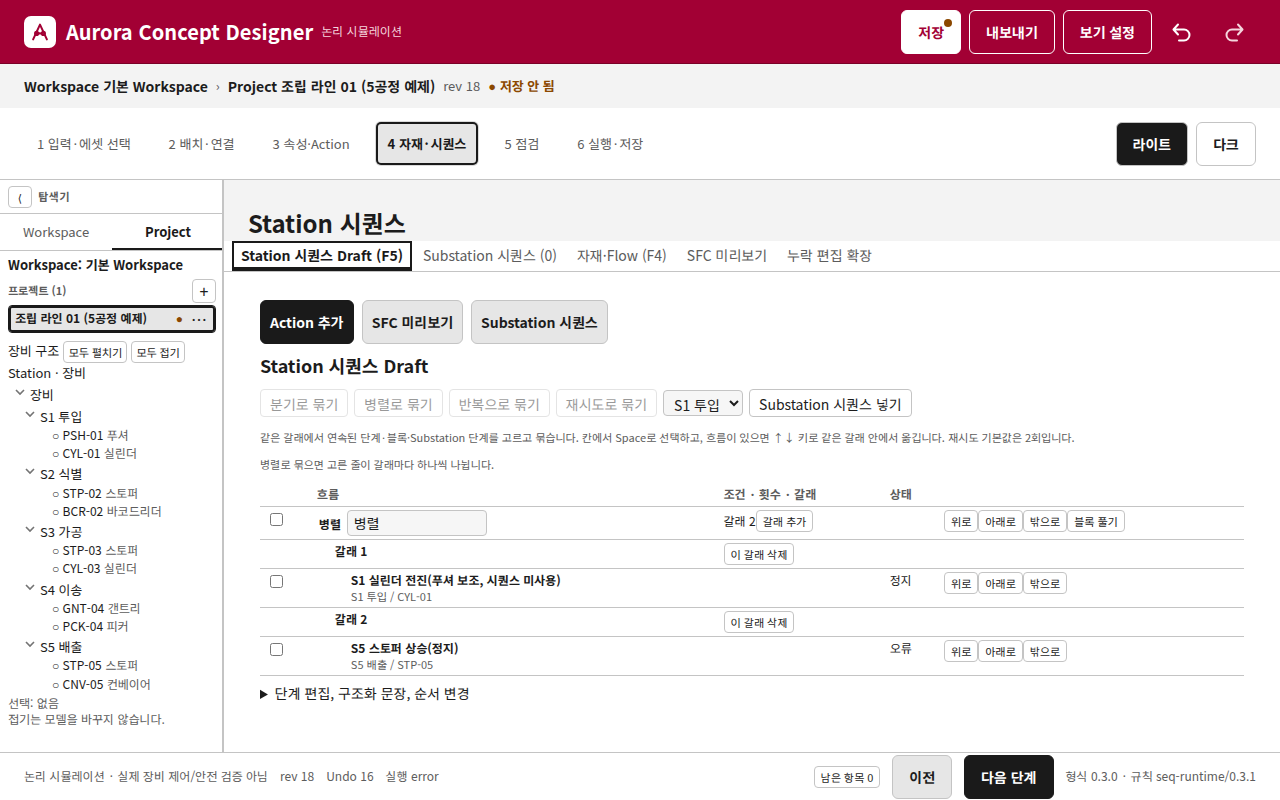 Aurora Concept Designer 논리 시뮬레이션 저장 내보내기 보기 설정
Workspace 기본 Workspace › Project 조립 라인 01 (5공정 예제) rev 18 ● 저장 안 됨
1 입력·에셋 선택 2 배치·연결 3 속성·Action 4 자재·시퀀스 5 점검 6 실행·저장 라이트 다크
⟨ 탐색기
Workspace Project
Workspace: 기본 Workspace
프로젝트 (1) +
조립 라인 01 (5공정 예제) ● ···
장비 구조 모두 펼치기 모두 접기
Station · 장비
장비
S1 투입
○ PSH-01 푸셔
○ CYL-01 실린더
S2 식별
○ STP-02 스토퍼
○ BCR-02 바코드리더
S3 가공
○ STP-03 스토퍼
○ CYL-03 실린더
S4 이송
○ GNT-04 갠트리
○ PCK-04 피커
S5 배출
○ STP-05 스토퍼
○ CNV-05 컨베이어
선택: 없음
접기는 모델을 바꾸지 않습니다.
Station 시퀀스
Station 시퀀스 Draft (F5) Substation 시퀀스 (0) 자재·Flow (F4) SFC 미리보기 누락 편집 확장
Action 추가 SFC 미리보기 Substation 시퀀스
Station 시퀀스 Draft
분기로 묶기 병렬로 묶기 반복으로 묶기 재시도로 묶기 S1 투입 Substation 시퀀스 넣기
같은 갈래에서 연속된 단계·블록·Substation 단계를 고르고 묶습니다. 칸에서 Space로 선택하고, 흐름이 있으면 ↑↓ 키로 같은 갈래 안에서 옮깁니다. 재시도 기본값은 2회입니다.
병렬로 묶으면 고른 줄이 갈래마다 하나씩 나뉩니다.
흐름 조건 · 횟수 · 갈래 상태
병렬 병렬 갈래 2 갈래 추가 위로 아래로 밖으로 블록 풀기
갈래 1 이 갈래 삭제
S1 실린더 전진(푸셔 보조, 시퀀스 미사용) 정지 위로 아래로 밖으로
S1 투입 / CYL-01
갈래 2 이 갈래 삭제
S5 스토퍼 상승(정지) 오류 위로 아래로 밖으로
S5 배출 / STP-05
▶ 단계 편집, 구조화 문장, 순서 변경
논리 시뮬레이션 · 실제 장비 제어/안전 검증 아님 rev 18 Undo 16 실행 error 남은 항목 0 이전 다음 단계 형식 0.3.0 · 규칙 seq-runtime/0.3.1